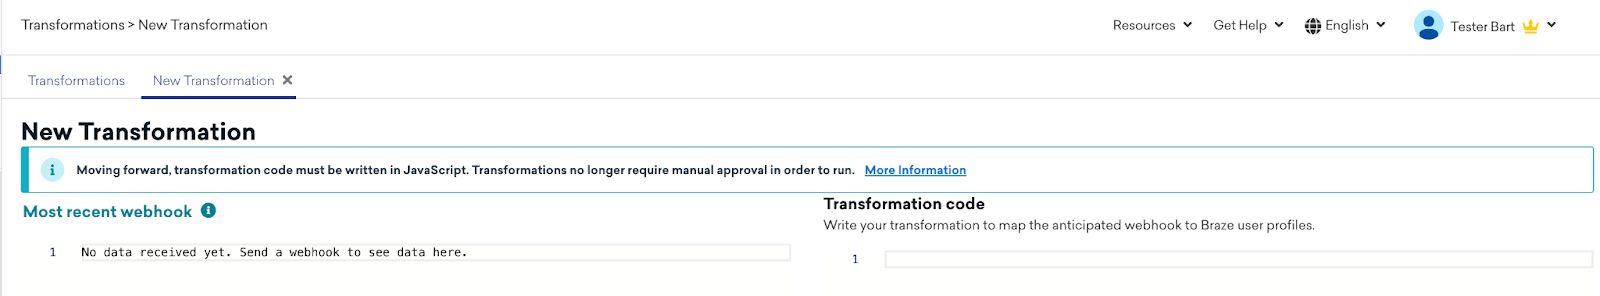 Transformations > New Transformation
Resources
Get Help
English
Tester Bart
Transformations
New Transformation
New Transformation
Moving forward, transformation code must be written in JavaScript. Transformations no longer require manual approval in order to run. More Information
Most recent webhook
1 No data received yet. Send a webhook to see data here.
Transformation code
Write your transformation to map the anticipated webhook to Braze user profiles.
1